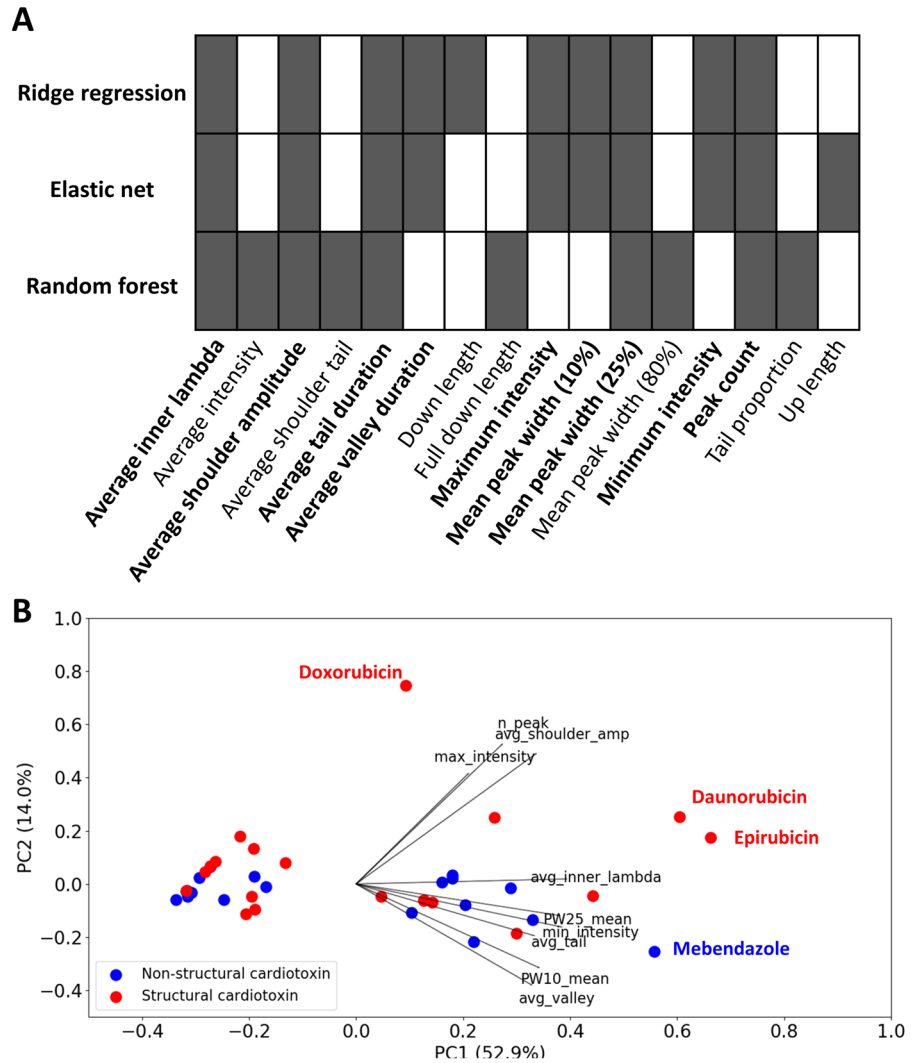 A
Ridge regression
Elastic net
Random forest
Average inner lambda
Average intensity
Average shoulder amplitude
Average shoulder tail
Average tail duration
Average valley duration
Down length
Full down length
Maximum intensity
Mean peak width (10%)
Mean peak width (25%)
Mean peak width (80%)
Minimum intensity
Peak count
Tail proportion
Up length
B
1.0
0.8
0.6
0.4
0.2
0.0
−0.2
−0.4
PC2 (14.0%)
Doxorubicin
n_peak
avg_shoulder_amp
max_intensity
Daunorubicin
Epirubicin
avg_inner_lambda
PW25_mean
min_intensity
avg_tail
Mebendazole
PW10_mean
avg_valley
Non-structural cardiotoxin
Structural cardiotoxin
−0.4 −0.2 0.0 0.2 0.4 0.6 0.8 1.0
PC1 (52.9%)